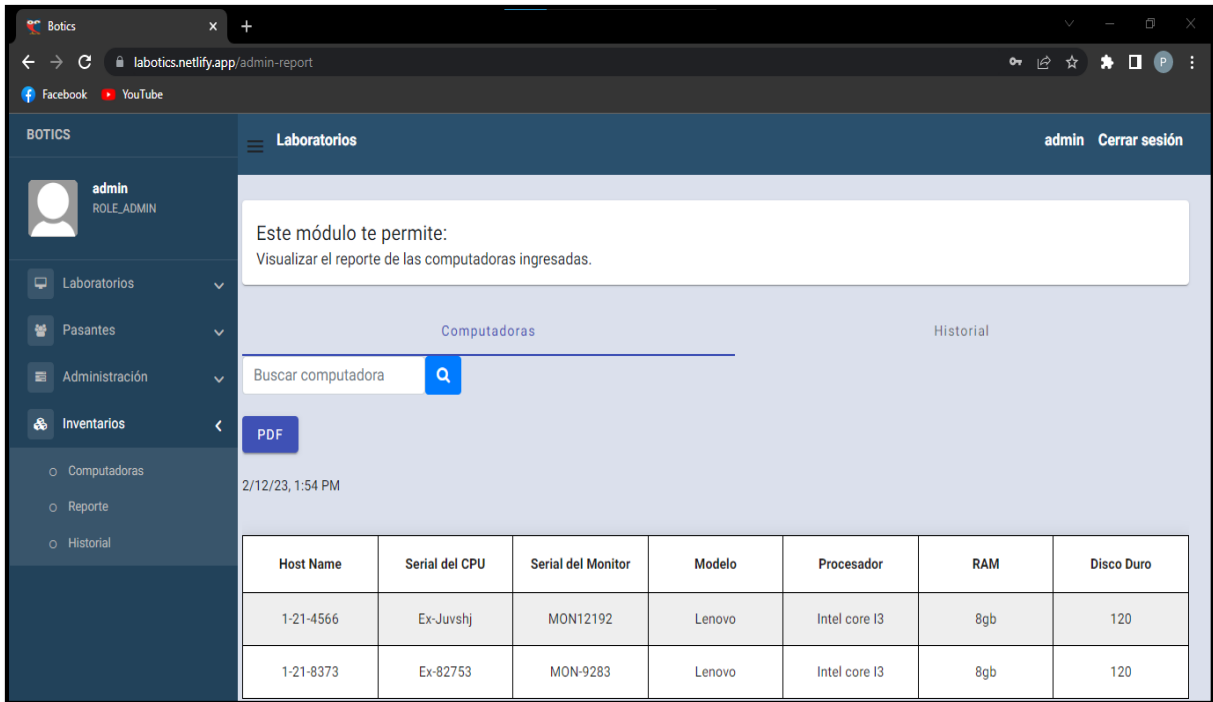 Botics
labotics.netlify.app/admin-report
P
Facebook YouTube
BOTICS
Laboratorios
admin Cerrar sesión
admin
ROLE_ADMIN
Laboratorios
Pasantes
Administración
Inventarios
Computadoras
Reporte
Historial
Este módulo te permite:
Visualizar el reporte de las computadoras ingresadas.
Computadoras Historial
Buscar computadora
PDF
2/12/23, 1:54 PM
Host Name Serial del CPU Serial del Monitor Modelo Procesador RAM Disco Duro
1-21-4566 Ex-Juvshj MON12192 Lenovo Intel core I3 8gb 120
1-21-8373 Ex-82753 MON-9283 Lenovo Intel core I3 8gb 120